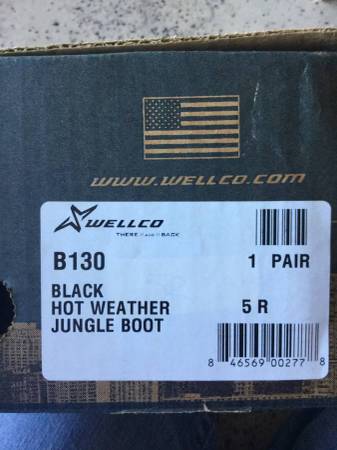 WWW.WELLCO.COM
WELLCO
THERE AND BACK
B130 1 PAIR
BLACK
HOT WEATHER 5 R
JUNGLE BOOT
8 46569 00277 8